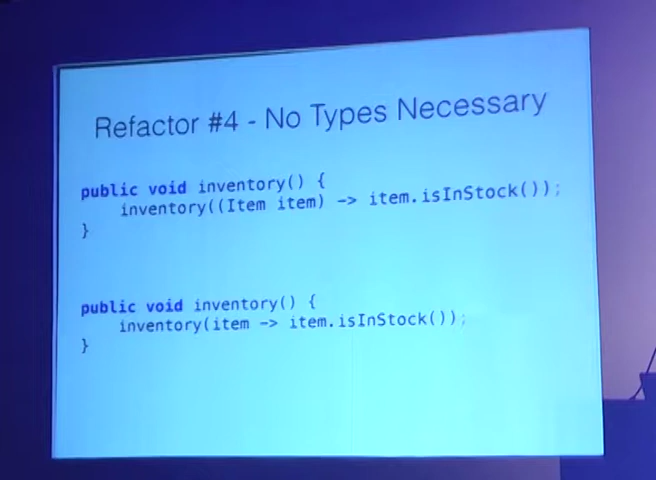 Refactor #4 - No Types Necessary
public void inventory() {
inventory((Item item) -> item.isInStock());
}
public void inventory() {
inventory(item -> item.isInStock());
}